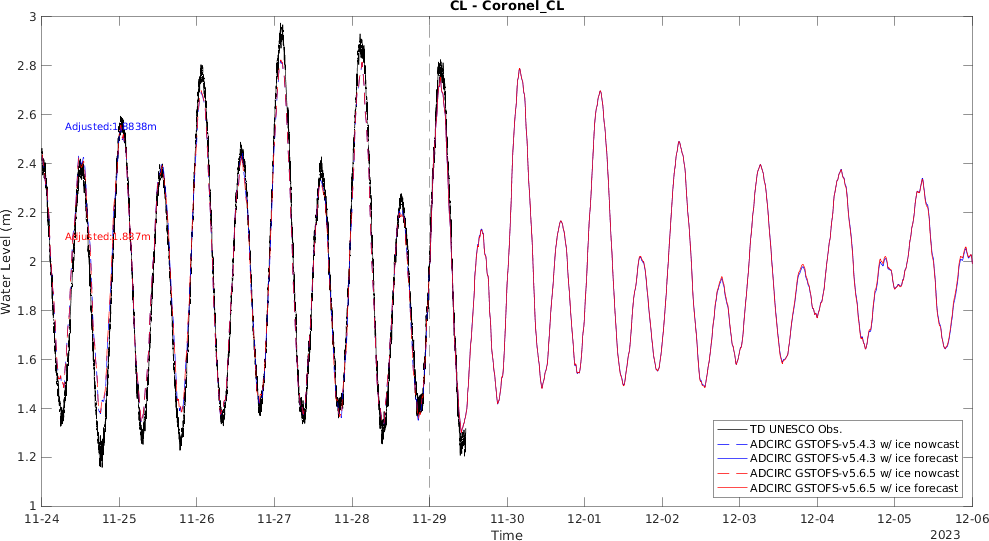 CL - Coronel_CL
3
2.8
2.6
2.4
2.2
2
1.8
1.6
1.4
1.2
1
Water Level (m)
Adjusted:1.8838m
Adjusted:1.887m
TD UNESCO Obs.
ADCIRC GSTOFS-v5.4.3 w/ ice nowcast
ADCIRC GSTOFS-v5.4.3 w/ ice forecast
ADCIRC GSTOFS-v5.6.5 w/ ice nowcast
ADCIRC GSTOFS-v5.6.5 w/ ice forecast
11-24 11-25 11-26 11-27 11-28 11-29 11-30 12-01 12-02 12-03 12-04 12-05 12-06
Time
2023